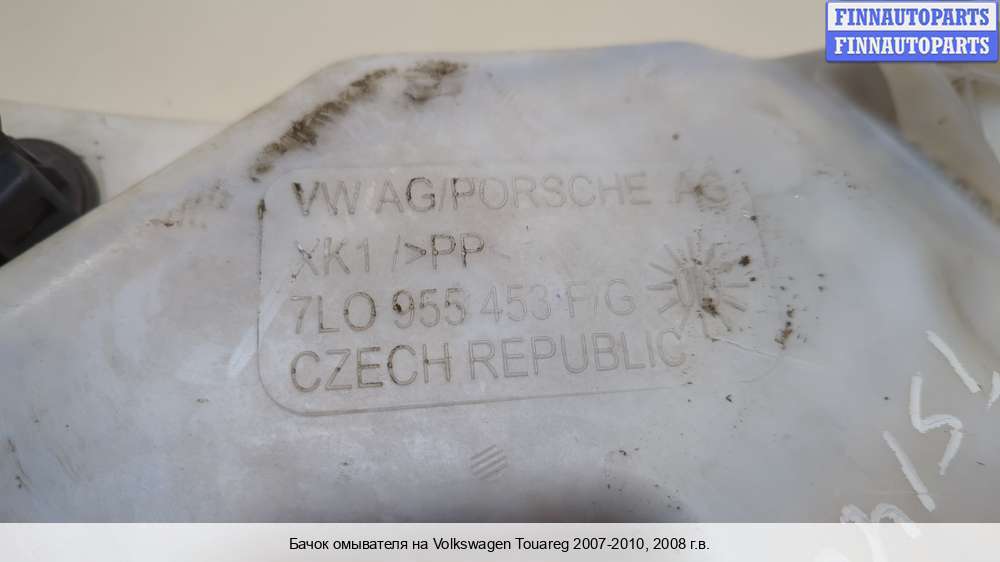 FINNAUTOPARTS
FINNAUTOPARTS
VW AG/PORSCHE AG
XK1 />PP<
7LO 955 453 F/G
CZECH REPUBLIC
Бачок омывателя на Volkswagen Touareg 2007-2010, 2008 г.в.